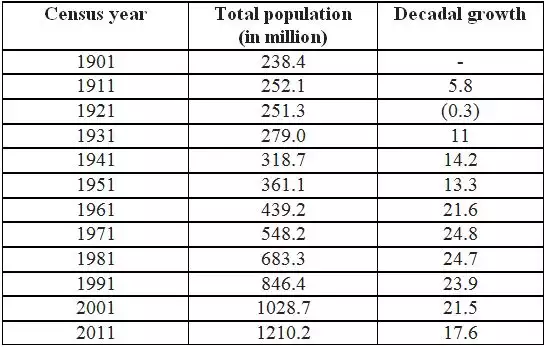 Census year Total population Decadal growth
(in million)
1901 238.4 -
1911 252.1 5.8
1921 251.3 (0.3)
1931 279.0 11
1941 318.7 14.2
1951 361.1 13.3
1961 439.2 21.6
1971 548.2 24.8
1981 683.3 24.7
1991 846.4 23.9
2001 1028.7 21.5
2011 1210.2 17.6